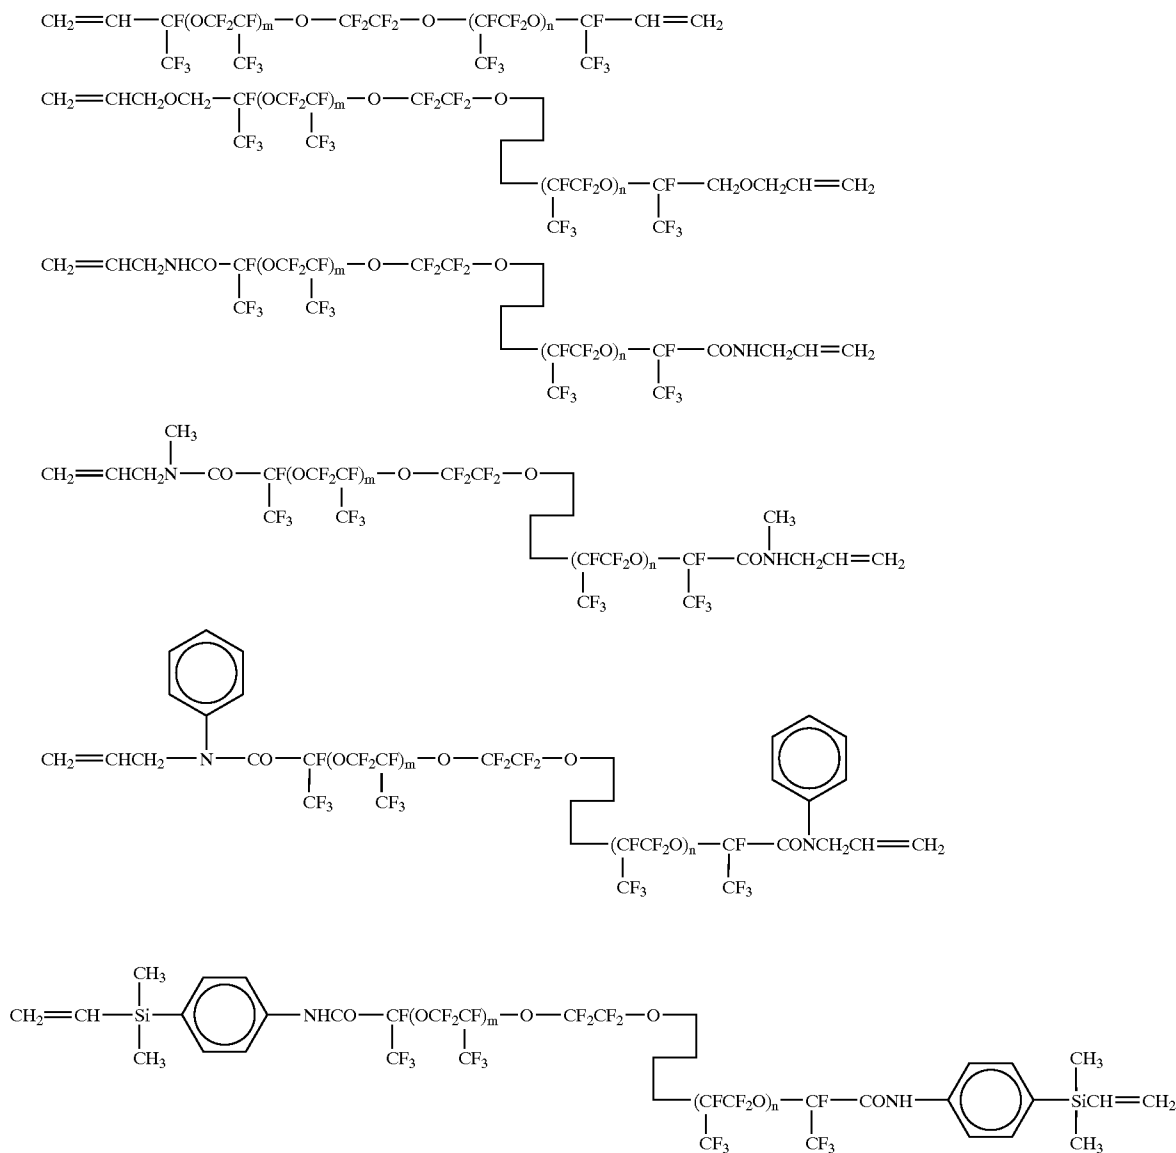 CH2=CH—CF(OCF2CF)m—O—CF2CF2—O—(CFCF2O)n—CF—CH=CH2
CF3 CF3 CF3 CF3
CH2=CHCH2OCH2—CF(OCF2CF)m—O—CF2CF2—O
CF3 CF3
(CFCF2O)n—CF—CH2OCH2CH=CH2
CF3 CF3
CH2=CHCH2NHCO—CF(OCF2CF)m—O—CF2CF2—O
CF3 CF3
(CFCF2O)n—CF—CONHCH2CH=CH2
CF3 CF3
CH3
CH2=CHCH2N—CO—CF(OCF2CF)m—O—CF2CF2—O
CF3 CF3
CH3
(CFCF2O)n—CF—CONHCH2CH=CH2
CF3 CF3
CH2=CHCH2—N—CO—CF(OCF2CF)m—O—CF2CF2—O
CF3 CF3
(CFCF2O)n—CF—CONCH2CH=CH2
CF3 CF3
CH3
CH2=CH—Si—NHCO—CF(OCF2CF)m—O—CF2CF2—O
CH3 CF3 CF3
CH3
(CFCF2O)n—CF—CONH—SiCH=CH2
CF3 CF3 CH3